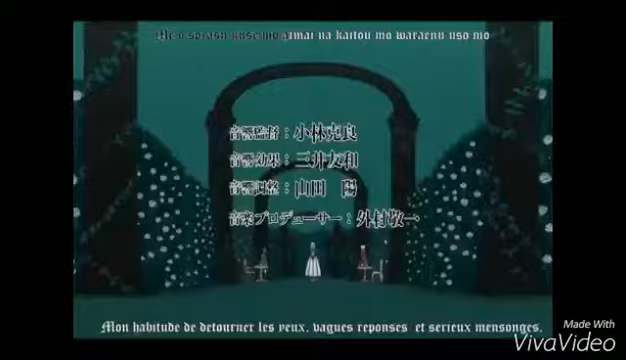 Me o sorasu kuse mo aimai na kaitou mo waraenu uso mo
音響監督：小林克良
音響効果：三井友和
音響調整：山田　陽
音楽プロデューサー：外村敬一
Mon habitude de detourner les yeux, vagues reponses et serieux mensonges.
Made With
VivaVideo